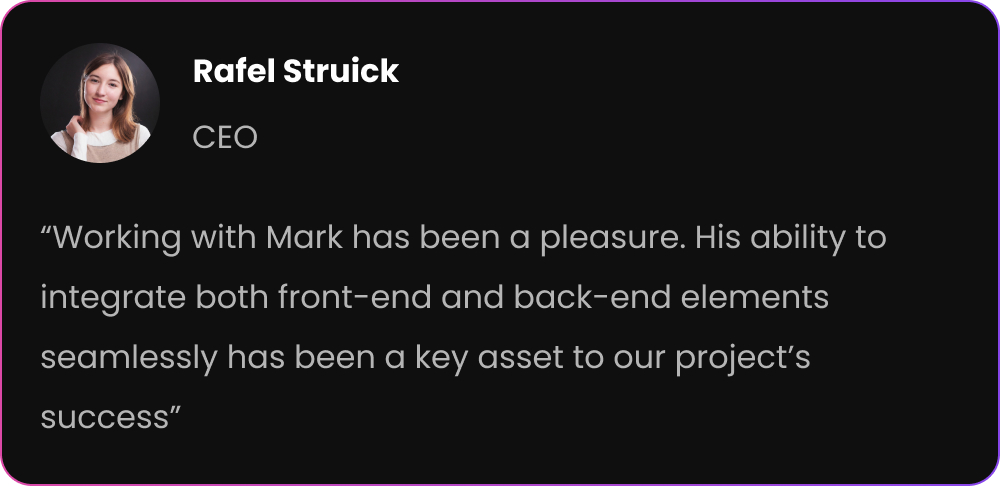 Rafel Struick
CEO
“Working with Mark has been a pleasure. His ability to
integrate both front-end and back-end elements
seamlessly has been a key asset to our project’s
success”